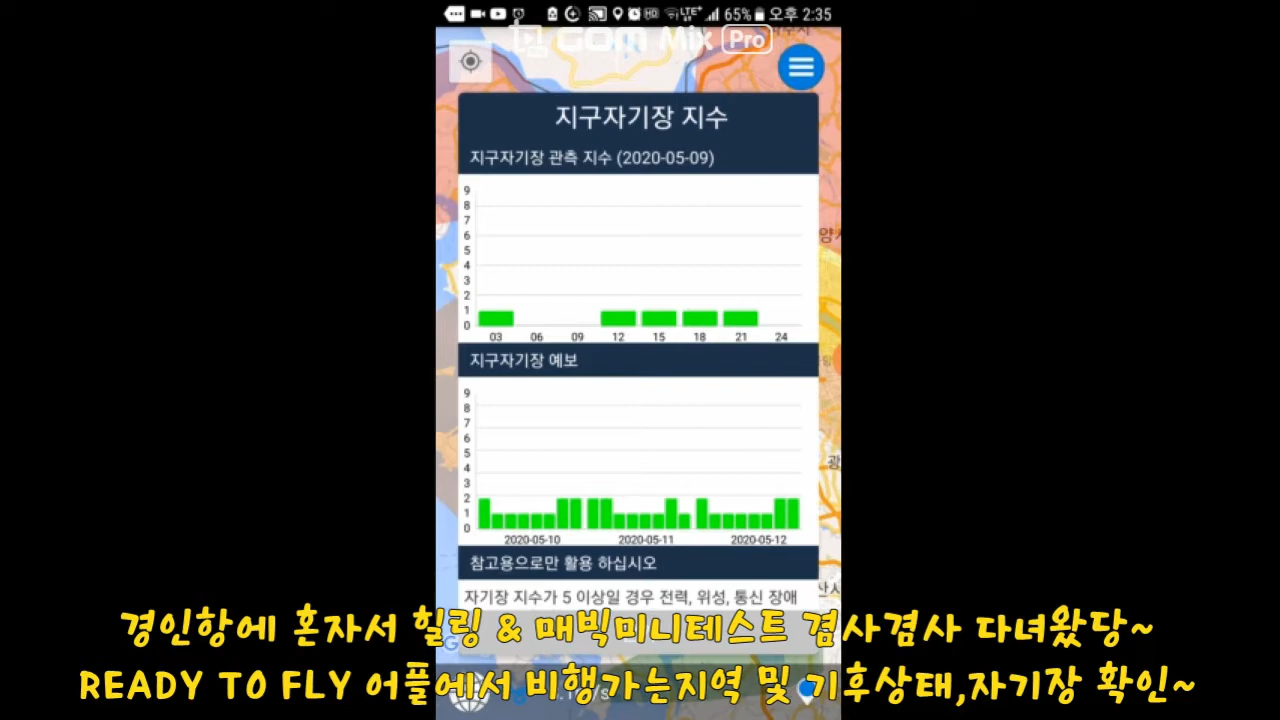 HD LTE+ 65% 오후 2:35
GOM Mix Pro
지구자기장 지수
지구자기장 관측 지수 (2020-05-09)
9
8
7
6
5
4
3
2
1
0
03 06 09 12 15 18 21 24
지구자기장 예보
9
8
7
6
5
4
3
2
1
0
2020-05-10 2020-05-11 2020-05-12
참고용으로만 활용 하십시오
자기장 지수가 5 이상일 경우 전력, 위성, 통신 장애
경인항에 혼자서 힐링 & 매빅미니테스트 겸사겸사 다녀왔당~
READY TO FLY 어플에서 비행가는지역 및 기후상태,자기장 확인~